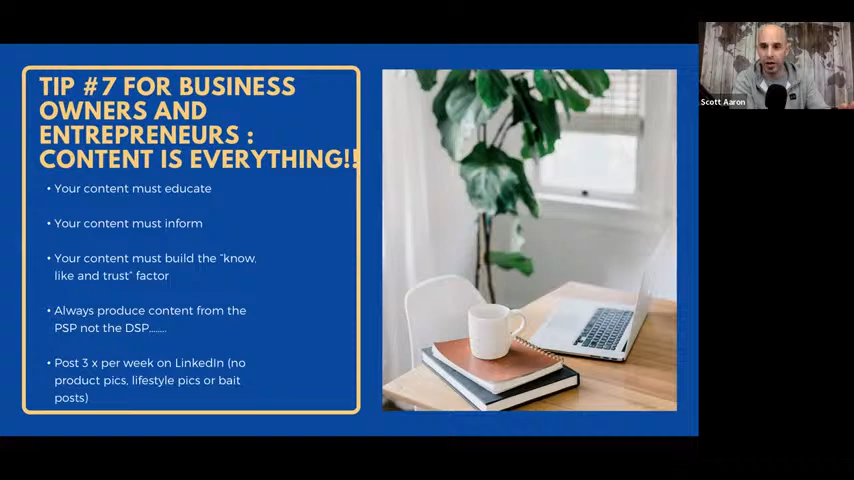 TIP #7 FOR BUSINESS
OWNERS AND
ENTREPRENEURS :
CONTENT IS EVERYTHING!!
• Your content must educate
• Your content must inform
• Your content must build the "know,
like and trust" factor
• Always produce content from the
PSP not the DSP........
• Post 3 x per week on LinkedIn (no
product pics, lifestyle pics or bait
posts)
Scott Aaron